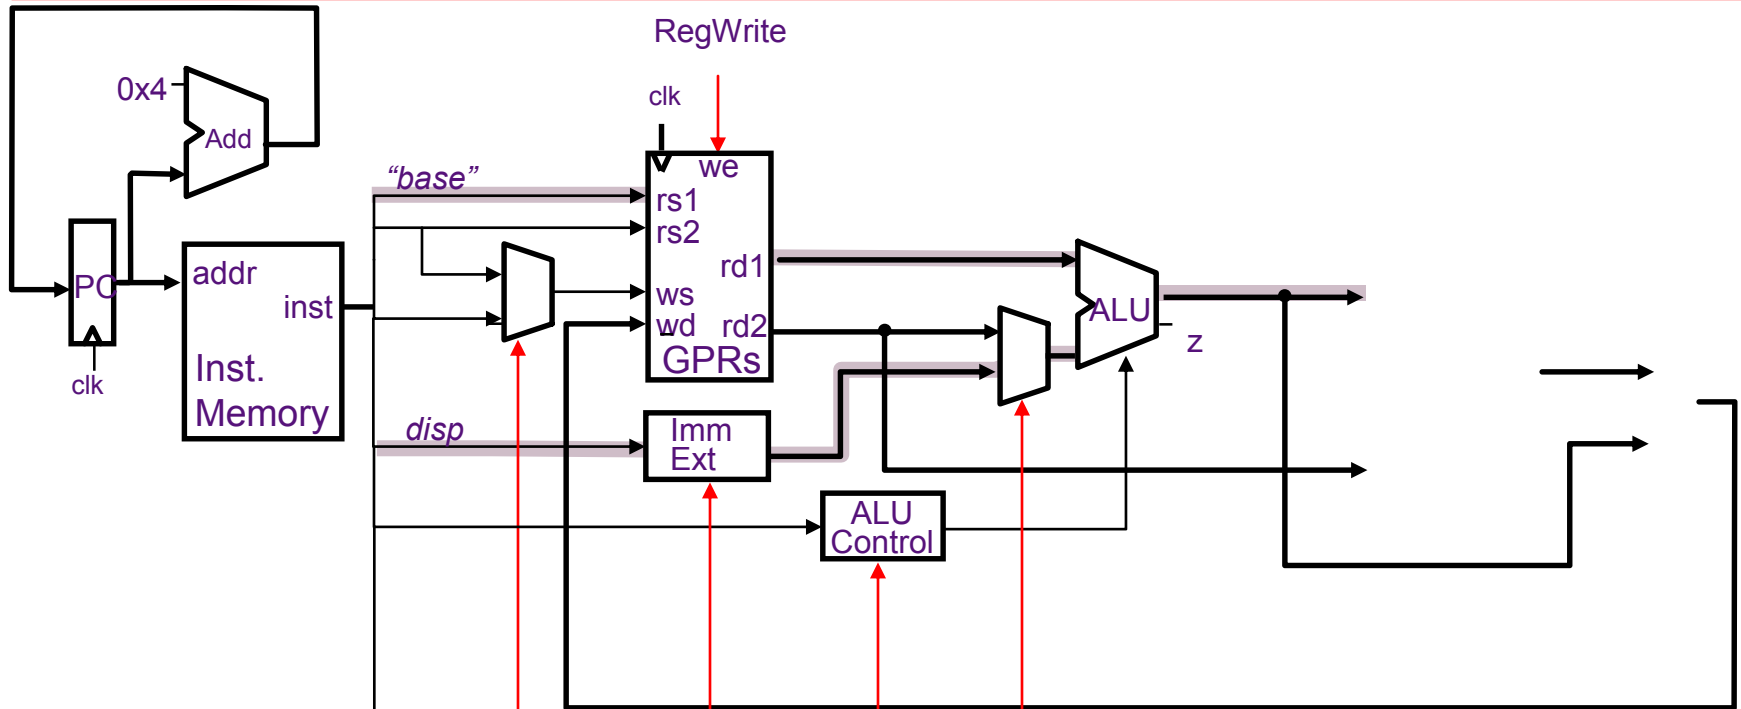 RegWrite
0x4
clk
Add
we
“base”
rs1
rs2
PC
addr
rd1
inst
ws
ALU
wd
rd2
z
GPRs
Inst.
clk
Memory
disp
Imm
Ext
ALU
Control